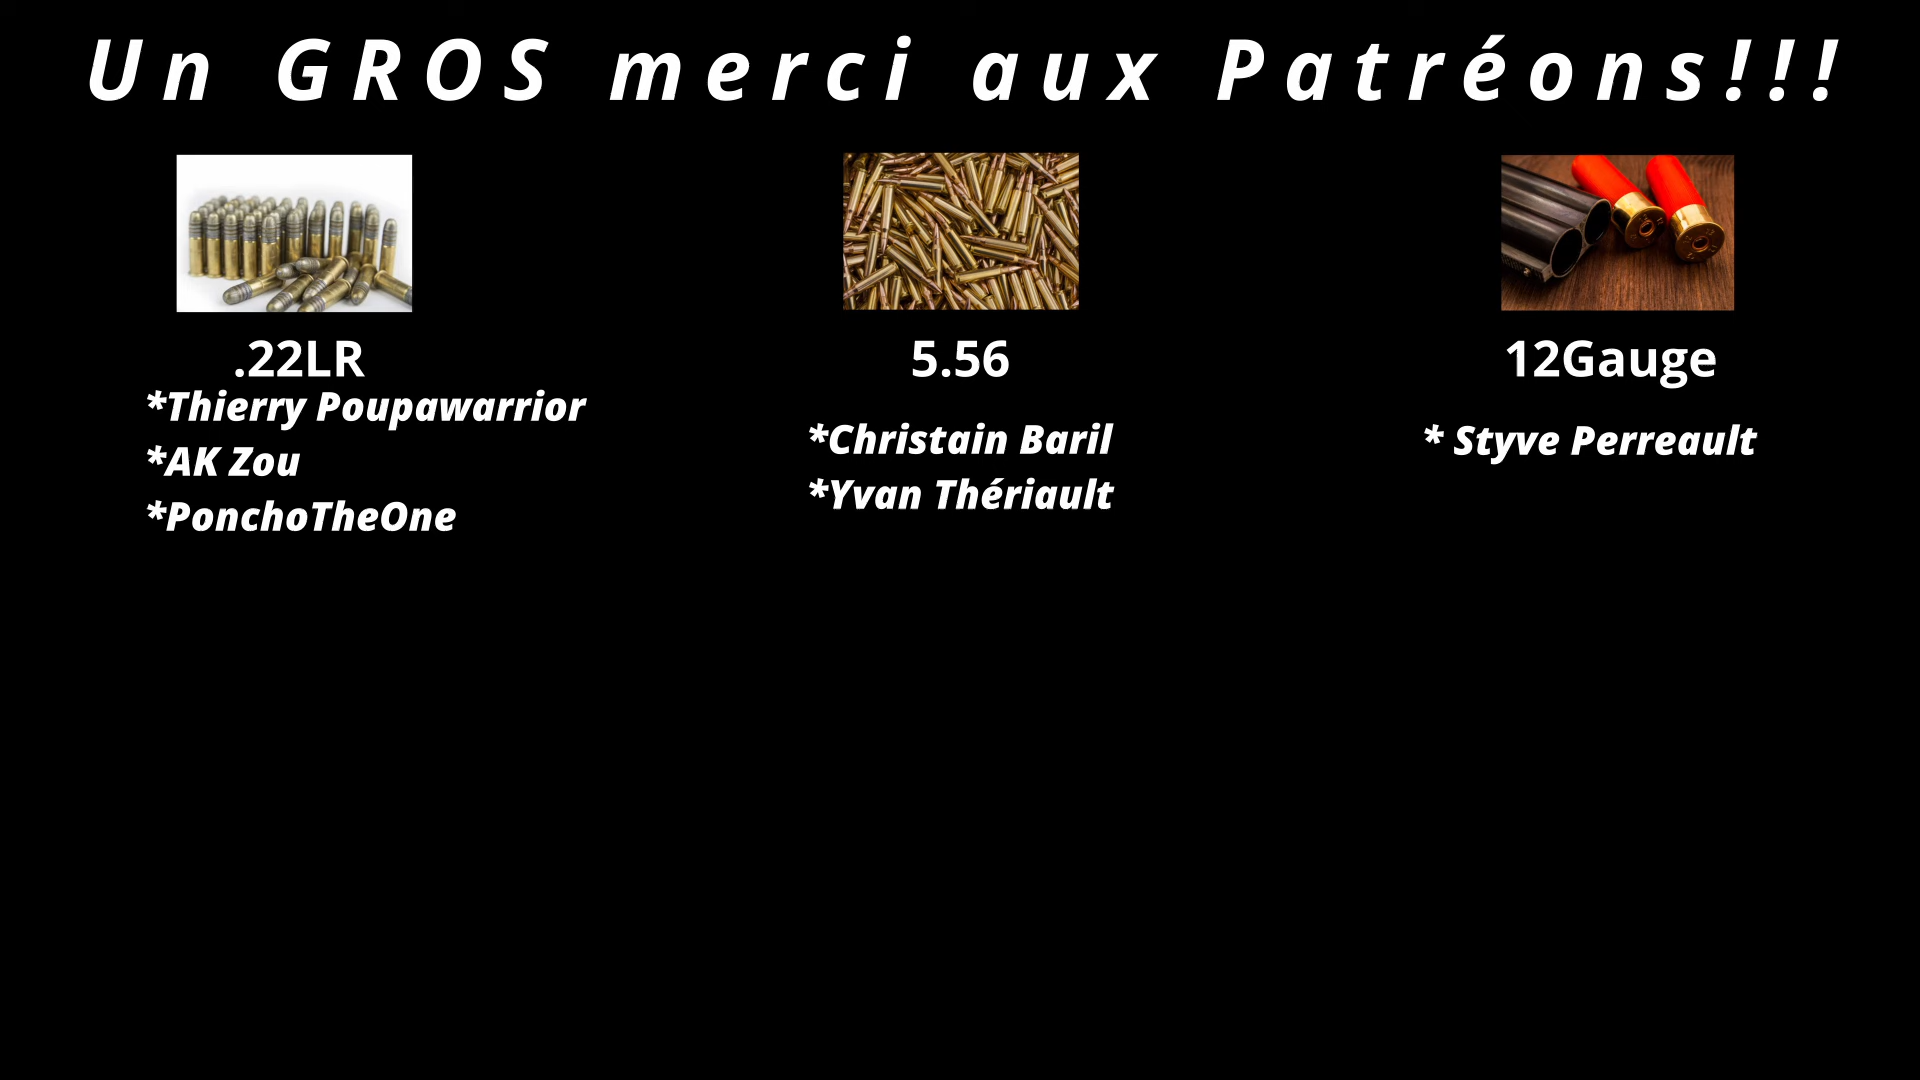 Un GROS merci aux Patréons!!!
.22LR
*Thierry Poupawarrior
*AK Zou
*PonchoTheOne
5.56
*Christain Baril
*Yvan Thériault
12Gauge
* Styve Perreault